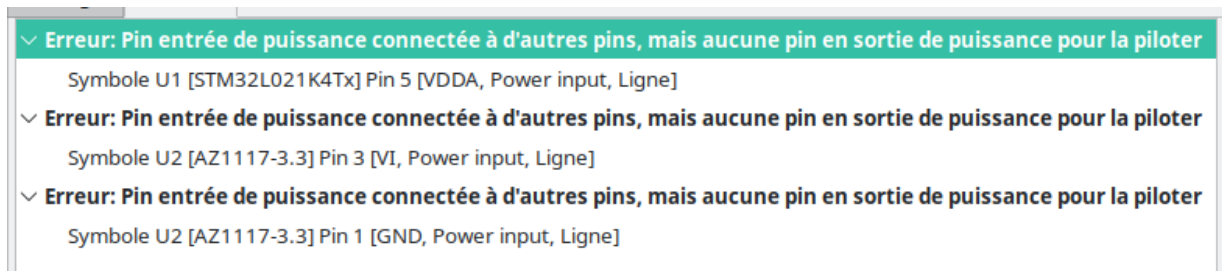 Erreur: Pin entrée de puissance connectée à d'autres pins, mais aucune pin en sortie de puissance pour la piloter
Symbole U1 [STM32L021K4Tx] Pin 5 [VDDA, Power input, Ligne]
Erreur: Pin entrée de puissance connectée à d'autres pins, mais aucune pin en sortie de puissance pour la piloter
Symbole U2 [AZ1117-3.3] Pin 3 [VI, Power input, Ligne]
Erreur: Pin entrée de puissance connectée à d'autres pins, mais aucune pin en sortie de puissance pour la piloter
Symbole U2 [AZ1117-3.3] Pin 1 [GND, Power input, Ligne]